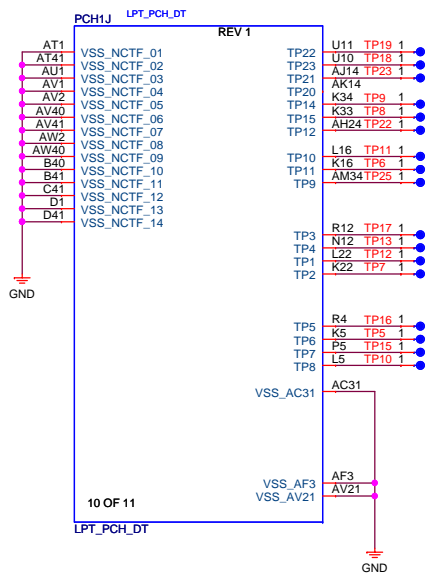 PCH1J LPT_PCH_DT
REV 1
AT1 VSS_NCTF_01
AT41 VSS_NCTF_02
AU1 VSS_NCTF_03
AV1 VSS_NCTF_04
AV2 VSS_NCTF_05
AV40 VSS_NCTF_06
AV41 VSS_NCTF_07
AW2 VSS_NCTF_08
AW40 VSS_NCTF_09
B40 VSS_NCTF_10
B41 VSS_NCTF_11
C41 VSS_NCTF_12
D1 VSS_NCTF_13
D41 VSS_NCTF_14
GND
TP22 U11 TP19 1
TP23 U10 TP18 1
TP21 AJ14 TP23 1
TP20 AK14
TP14 K34 TP9 1
TP15 K33 TP8 1
TP12 AH24 TP22 1
TP10 L16 TP11 1
TP11 K16 TP6 1
TP9 AM34 TP25 1
TP3 R12 TP17 1
TP4 N12 TP13 1
TP1 L22 TP12 1
TP2 K22 TP7 1
TP5 R4 TP16 1
TP6 K5 TP5 1
TP7 P5 TP15 1
TP8 L5 TP10 1
VSS_AC31 AC31
VSS_AF3 AF3
VSS_AV21 AV21
10 OF 11
LPT_PCH_DT
GND